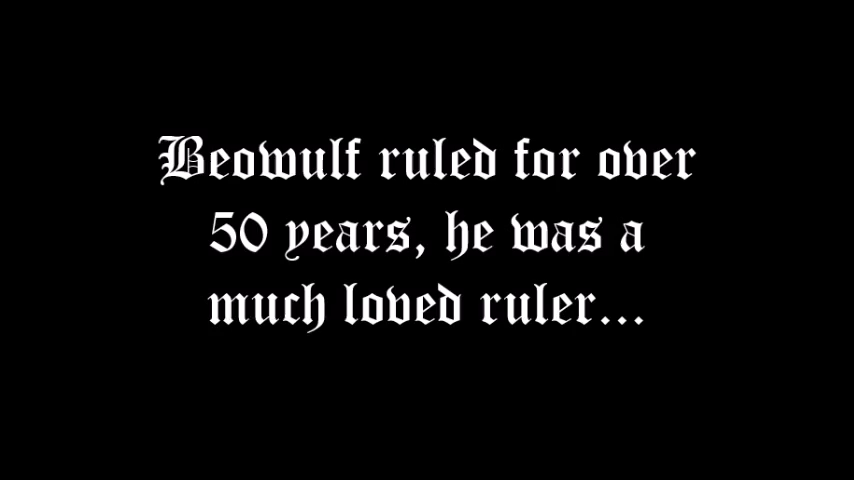 Beowulf ruled for over
50 years, he was a
much loved ruler...